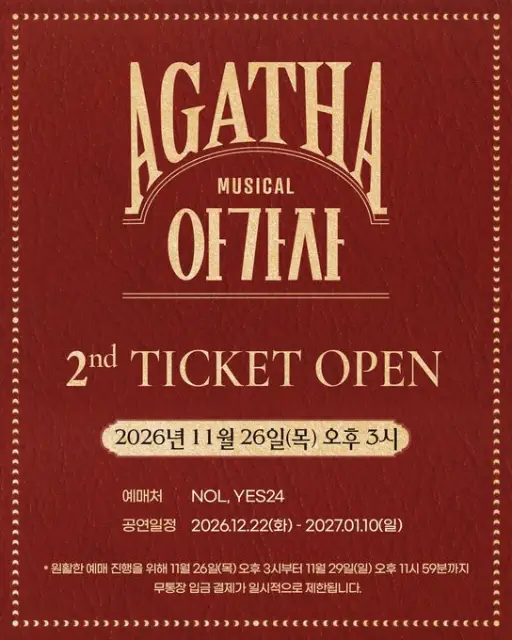 AGATHA
MUSICAL
아가사
2nd TICKET OPEN
2026년 11월 26일(목) 오후 3시
예매처 NOL, YES24
공연일정 2026.12.22(화) - 2027.01.10(일)
* 원활한 예매 진행을 위해 11월 26일(목) 오후 3시부터 11월 29일(일) 오후 11시 59분까지
무통장 입금 결제가 일시적으로 제한됩니다.